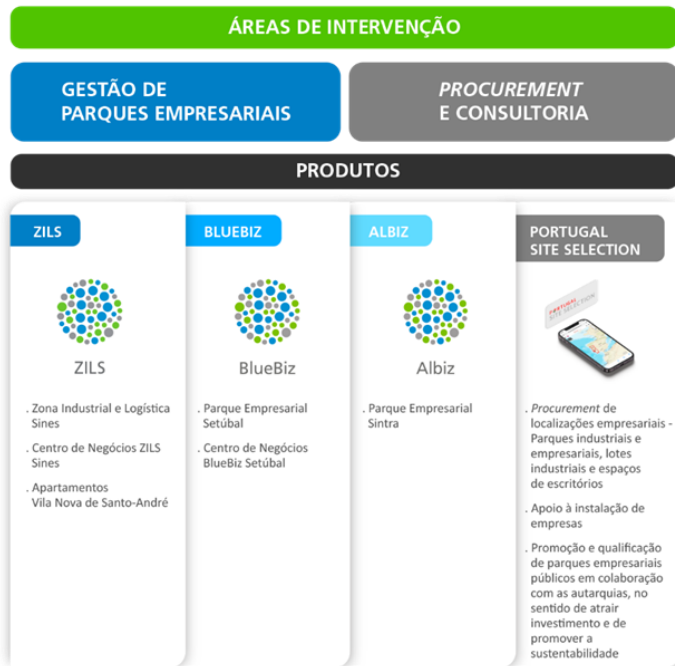 ÁREAS DE INTERVENÇÃO
GESTÃO DE
PARQUES EMPRESARIAIS
PROCUREMENT
E CONSULTORIA
PRODUTOS
ZILS
ZILS
. Zona Industrial e Logística
Sines
. Centro de Negócios ZILS
Sines
. Apartamentos
Vila Nova de Santo-André
BLUEBIZ
BlueBiz
. Parque Empresarial
Setúbal
. Centro de Negócios
BlueBiz Setúbal
ALBIZ
Albiz
. Parque Empresarial
Sintra
PORTUGAL
SITE SELECTION
PORTUGAL
SITE SELECTION
. Procurement de
localizações empresariais -
Parques industriais e
empresariais, lotes
industriais e espaços
de escritórios
. Apoio à instalação de
empresas
. Promoção e qualificação
de parques empresariais
públicos em colaboração
com as autarquias, no
sentido de atrair
investimento e de
promover a
sustentabilidade